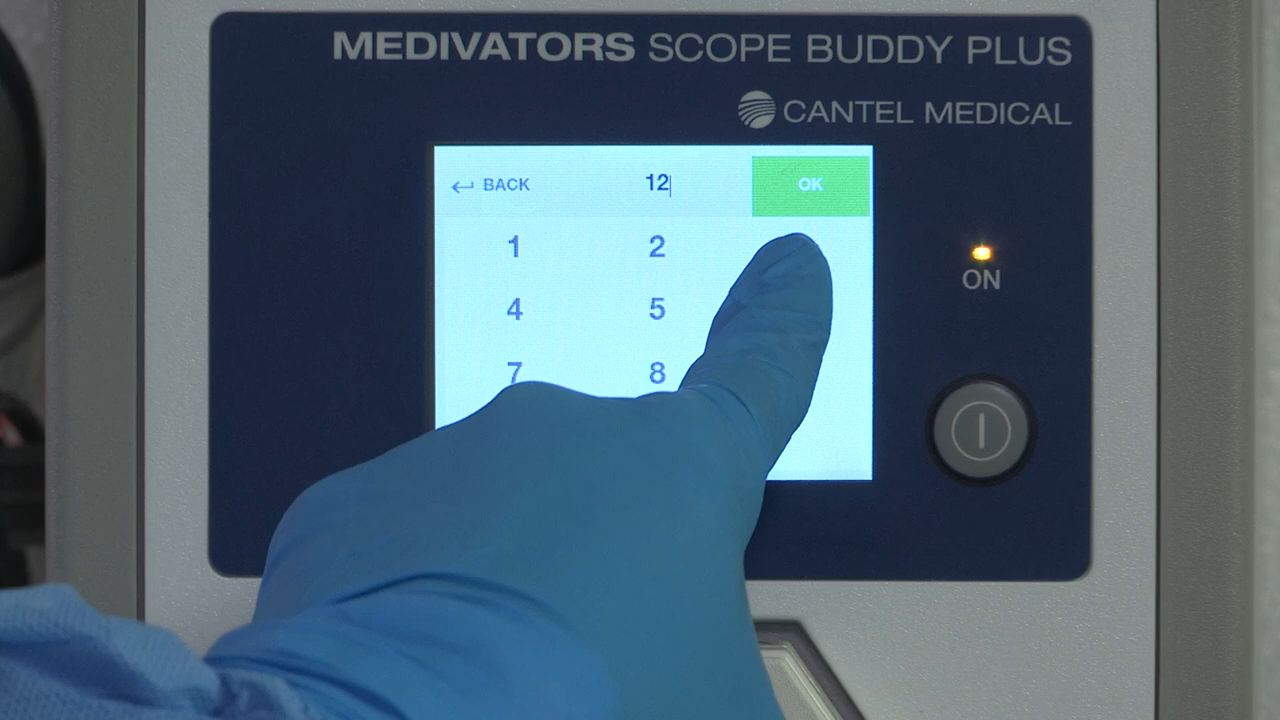 MEDIVATORS SCOPE BUDDY PLUS
CANTEL MEDICAL
BACK 12 OK
1 2
4 5
7 8
ON